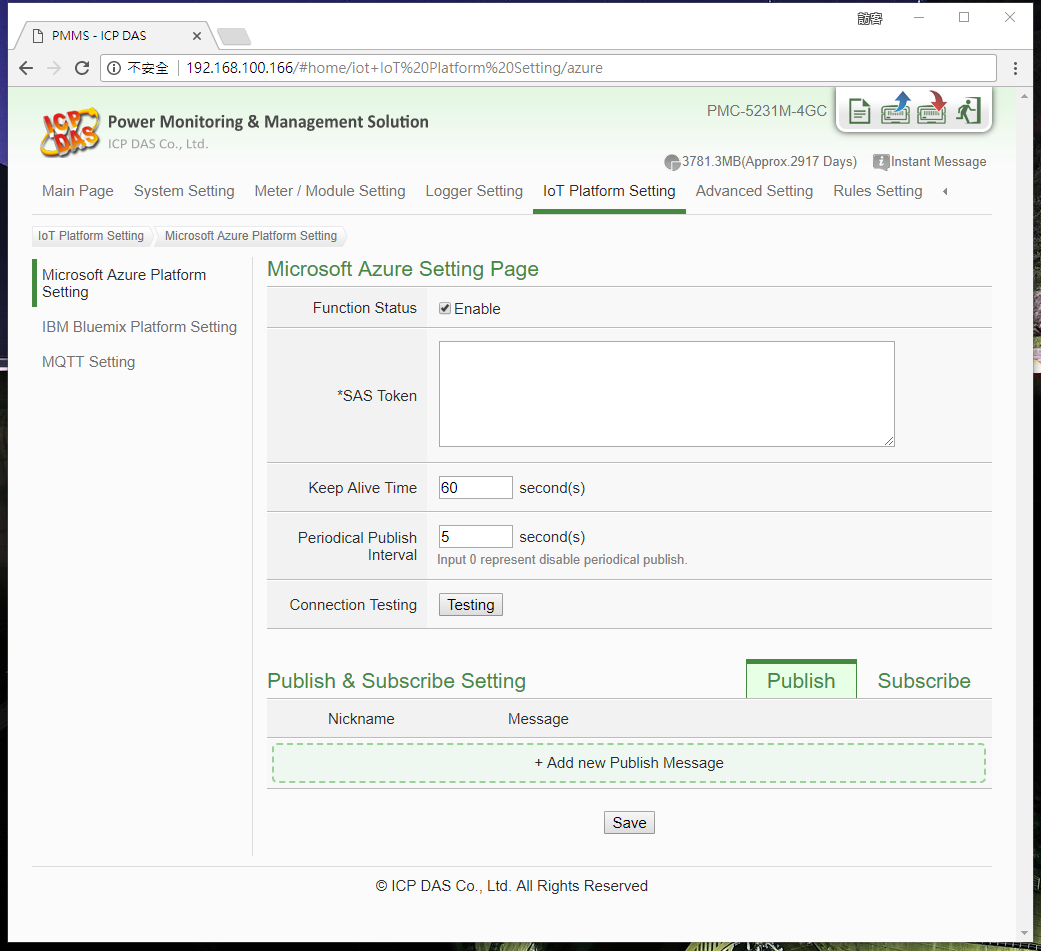 訪客
PMMS - ICP DAS
不安全 192.168.100.166/#home/iot+IoT%20Platform%20Setting/azure
ICP DAS
Power Monitoring & Management Solution
ICP DAS Co., Ltd.
PMC-5231M-4GC
3781.3MB(Approx.2917 Days) Instant Message
Main Page System Setting Meter / Module Setting Logger Setting IoT Platform Setting Advanced Setting Rules Setting
IoT Platform Setting Microsoft Azure Platform Setting
Microsoft Azure Platform
Setting
IBM Bluemix Platform Setting
MQTT Setting
Microsoft Azure Setting Page
Function Status Enable
*SAS Token
Keep Alive Time 60 second(s)
Periodical Publish
Interval
5 second(s)
Input 0 represent disable periodical publish.
Connection Testing Testing
Publish & Subscribe Setting Publish Subscribe
Nickname Message
+ Add new Publish Message
Save
© ICP DAS Co., Ltd. All Rights Reserved